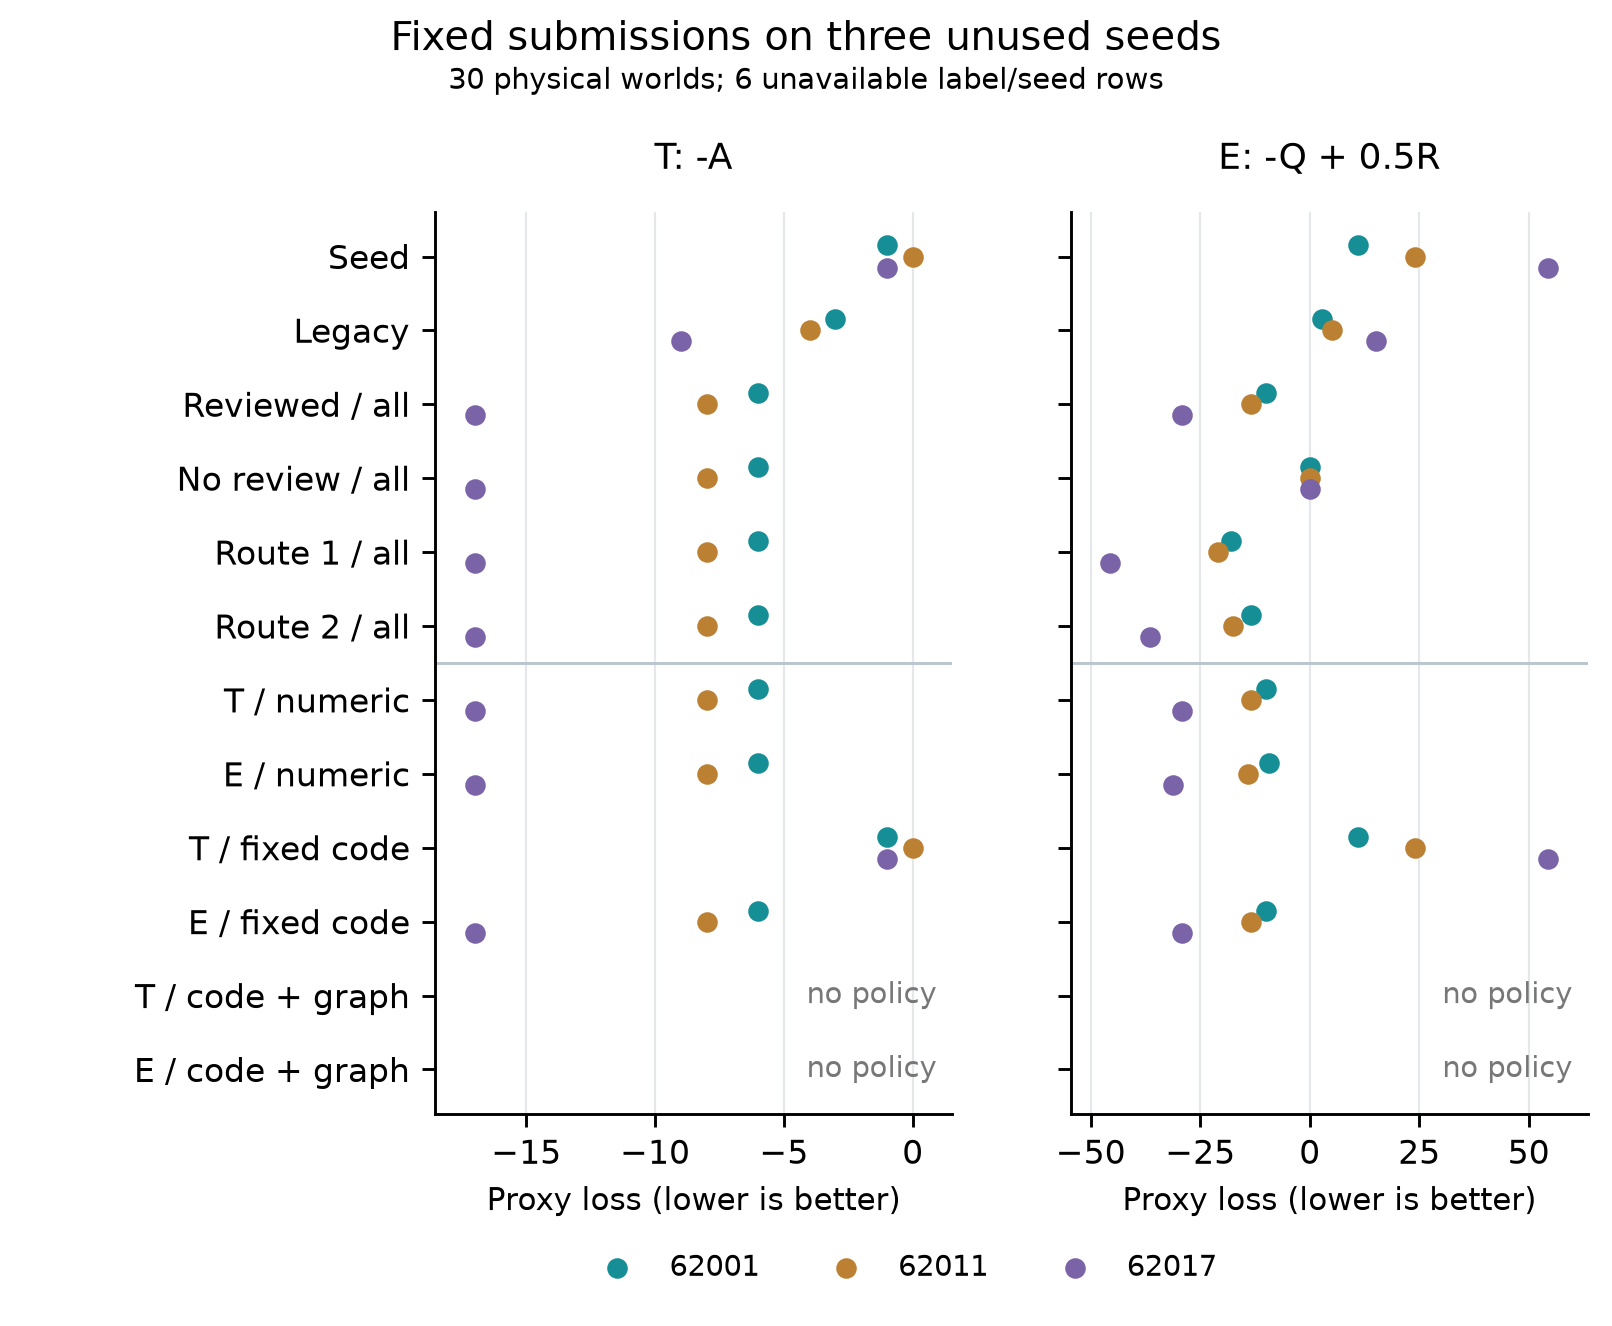 Fixed submissions on three unused seeds
30 physical worlds; 6 unavailable label/seed rows
T: -A
E: -Q + 0.5R
Seed
Legacy
Reviewed / all
No review / all
Route 1 / all
Route 2 / all
T / numeric
E / numeric
T / fixed code
E / fixed code
T / code + graph
no policy
no policy
E / code + graph
no policy
no policy
−15
−10
−5
0
−50
−25
0
25
50
Proxy loss (lower is better)
Proxy loss (lower is better)
62001
62011
62017